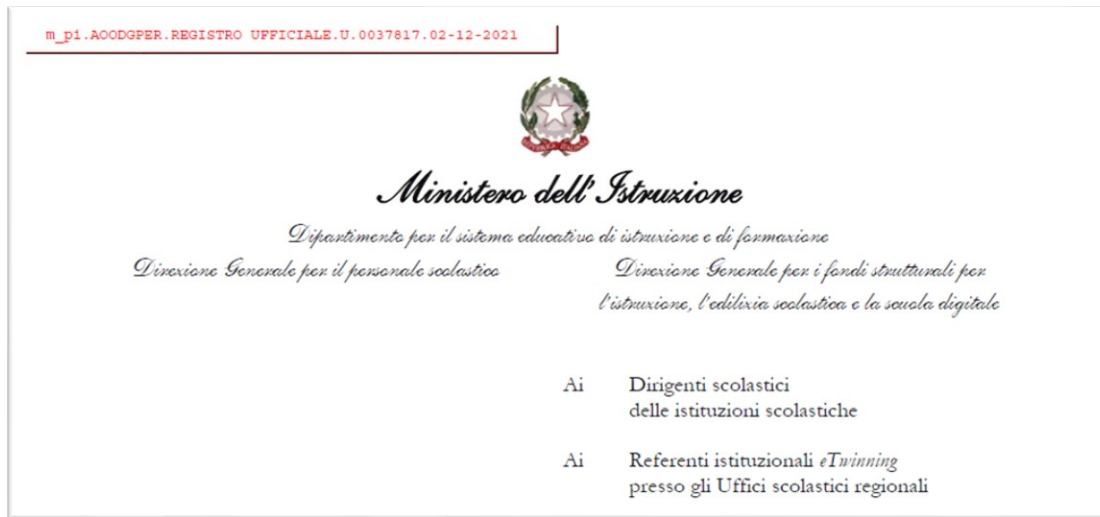 m_pi.AOODGPER.REGISTRO UFFICIALE.U.0037817.02-12-2021
Ministero dell'Istruzione
Dipartimento per il sistema educativo di istruzione e di formazione
Direzione Generale per il personale scolastico
Direzione Generale per i fondi strutturali per
l'istruzione, l'edilizia scolastica e la scuola digitale
Ai Dirigenti scolastici
delle istituzioni scolastiche
Ai Referenti istituzionali eTwinning
presso gli Uffici scolastici regionali